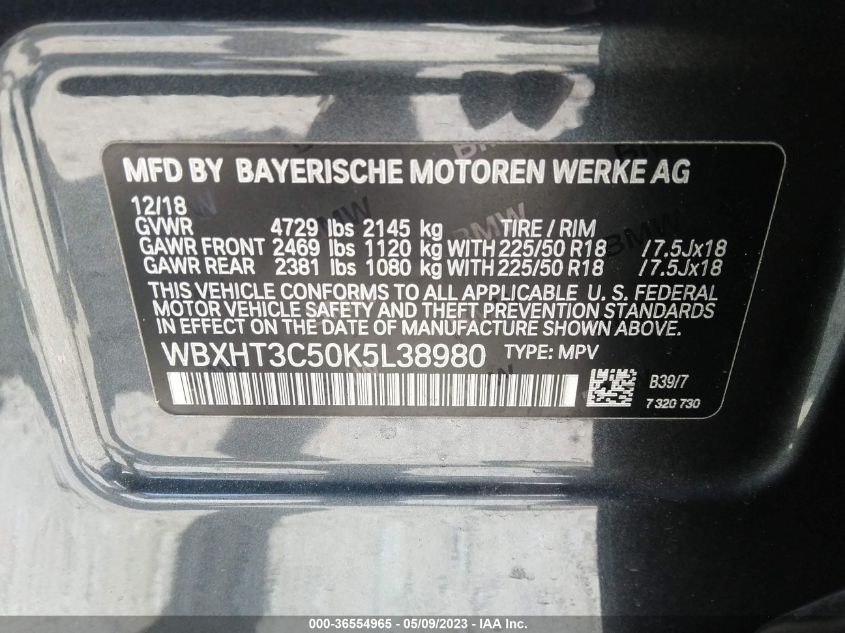 MFD BY BAYERISCHE MOTOREN WERKE AG
12/18
GVWR 4729 lbs 2145 kg TIRE / RIM
GAWR FRONT 2469 lbs 1120 kg WITH 225/50 R18 / 7.5Jx18
GAWR REAR 2381 lbs 1080 kg WITH 225/50 R18 / 7.5Jx18
THIS VEHICLE CONFORMS TO ALL APPLICABLE U. S. FEDERAL
MOTOR VEHICLE SAFETY AND THEFT PREVENTION STANDARDS
IN EFFECT ON THE DATE OF MANUFACTURE SHOWN ABOVE.
WBXHT3C50K5L38980 TYPE: MPV
B39/7
7 320 730
000-36554965 - 05/09/2023 - IAA Inc.